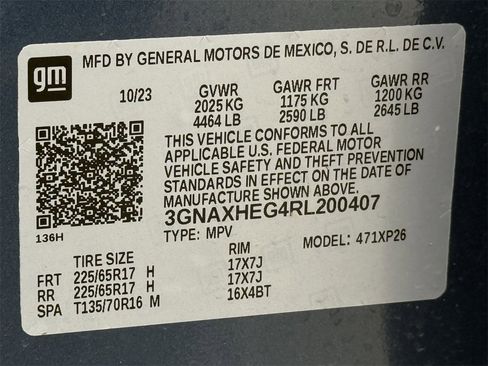 gm
MFD BY GENERAL MOTORS DE MEXICO, S. DE R.L. DE C.V.
10/23 GVWR GAWR FRT GAWR RR
2025 KG 1175 KG 1200 KG
4464 LB 2590 LB 2645 LB
THIS VEHICLE CONFORMS TO ALL
APPLICABLE U.S. FEDERAL MOTOR
VEHICLE SAFETY AND THEFT PREVENTION
STANDARDS IN EFFECT ON THE DATE OF
MANUFACTURE SHOWN ABOVE.
3GNAXHEG4RL200407
136H
TYPE: MPV MODEL: 471XP26
TIRE SIZE RIM
FRT 225/65R17 H 17X7J
RR 225/65R17 H 17X7J
SPA T135/70R16 M 16X4BT